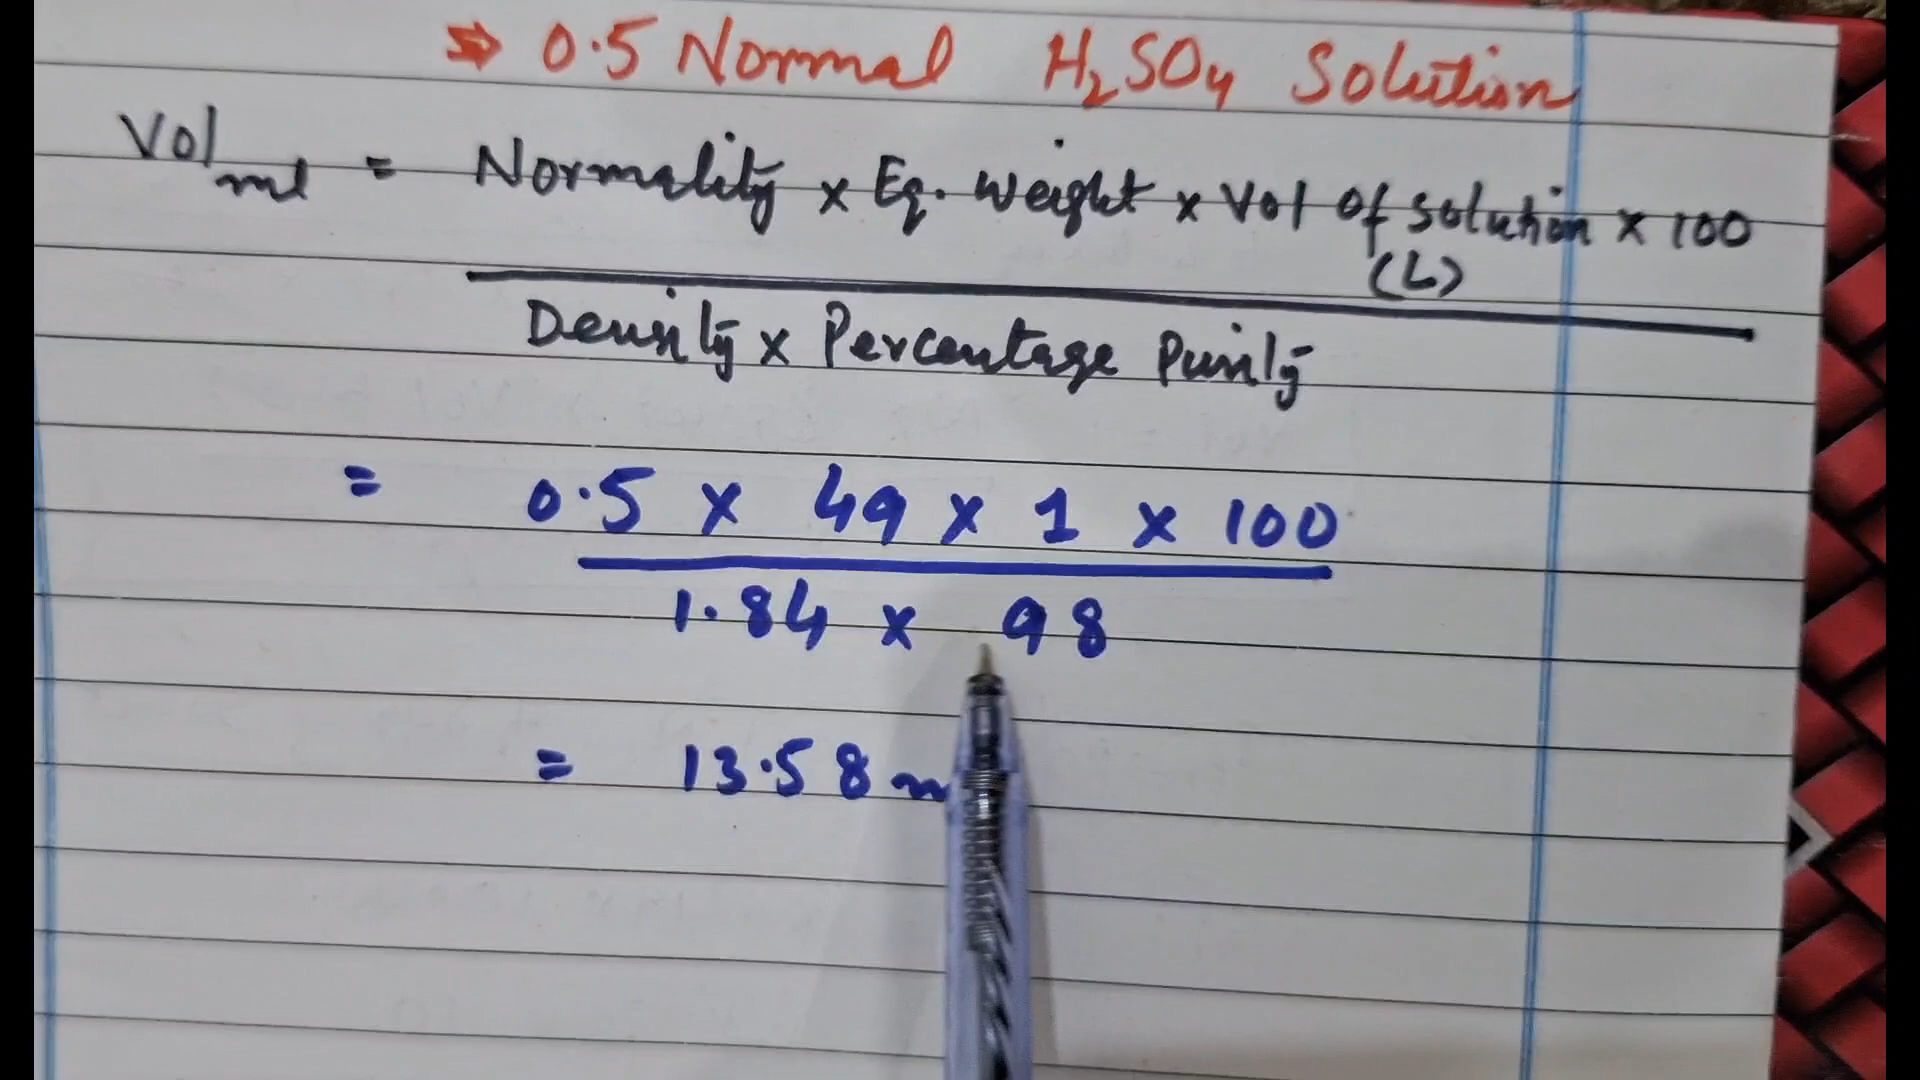 ⇒ 0.5 Normal H₂SO₄ Solution
Vol ml = Normality x Eq. Weight x Vol of solution x 100
(L)
Density x Percentage Purity
= 0.5 x 49 x 1 x 100
1.84 x 98
= 13.58 m